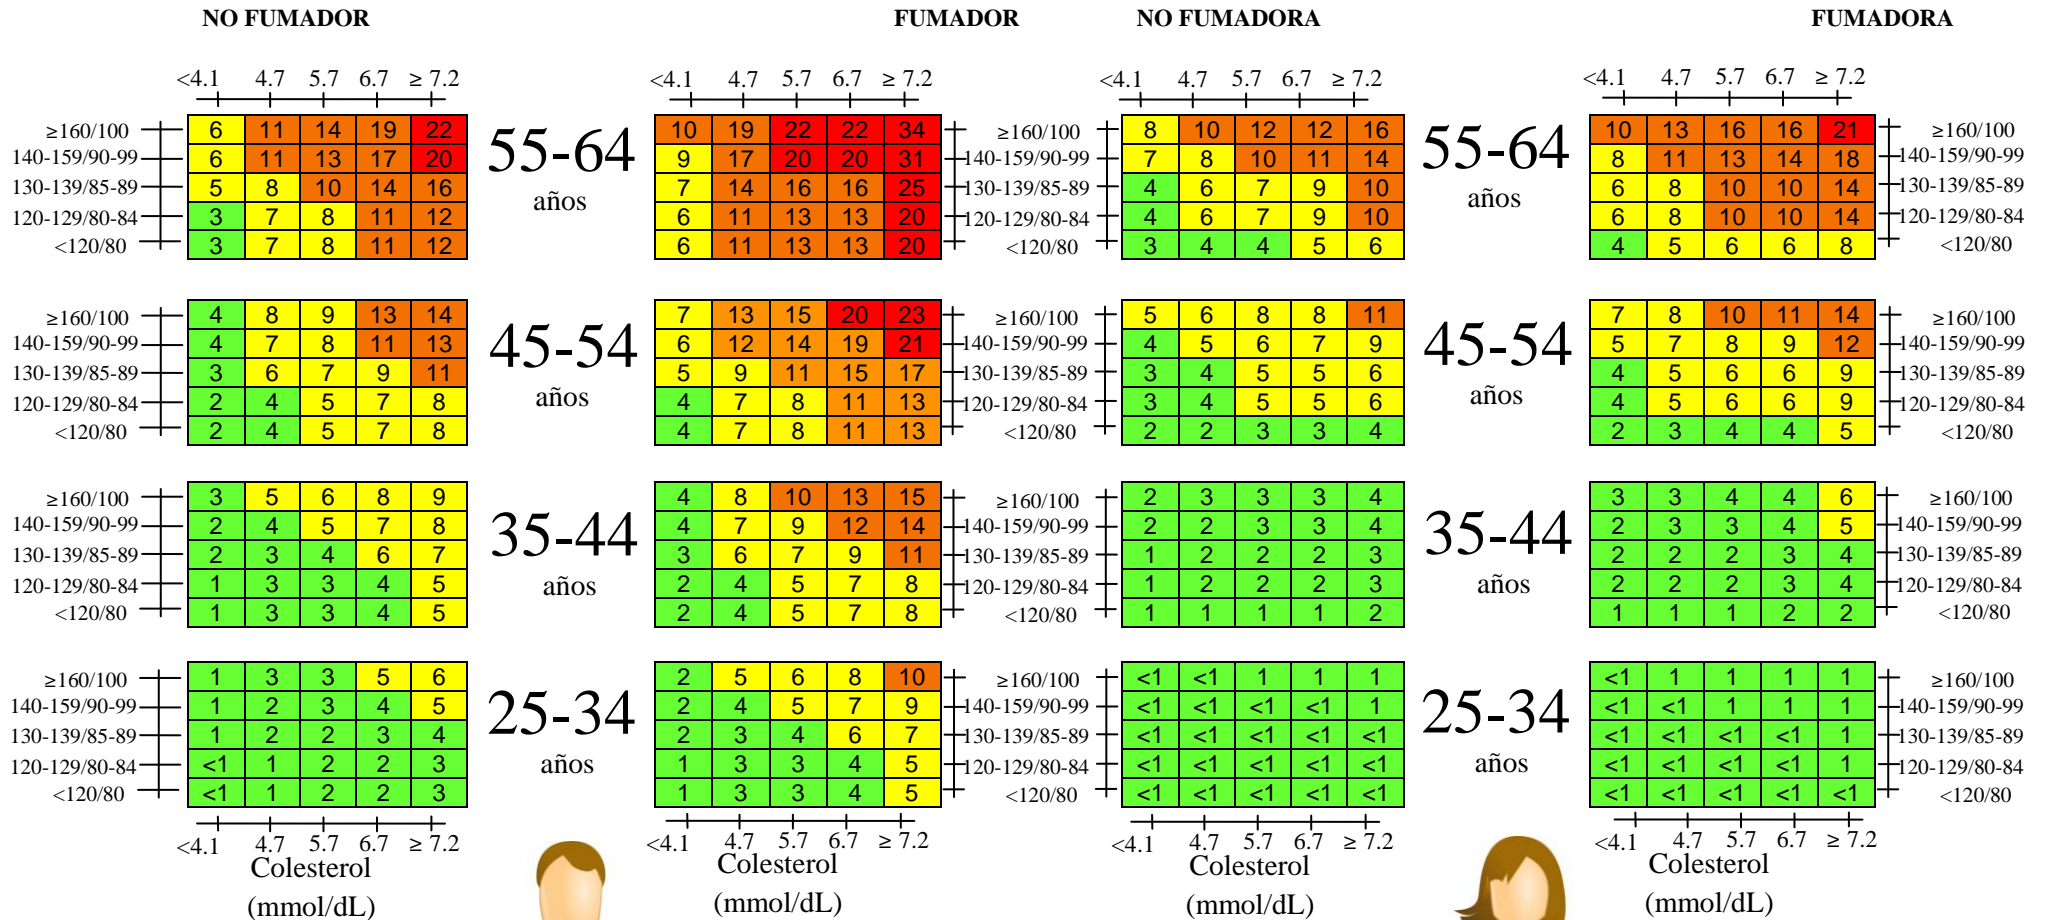 NO FUMADOR FUMADOR NO FUMADORA FUMADORA
<4.1 4.7 5.7 6.7 ≥ 7.2 <4.1 4.7 5.7 6.7 ≥ 7.2 <4.1 4.7 5.7 6.7 ≥ 7.2 <4.1 4.7 5.7 6.7 ≥ 7.2
≥160/100 6 11 14 19 22 10 19 22 22 34 ≥160/100 8 10 12 12 16 10 13 16 16 21 ≥160/100
140-159/90-99 6 11 13 17 20 9 17 20 20 31 140-159/90-99 7 8 10 11 14 8 11 13 14 18 140-159/90-99
55-64 55-64
130-139/85-89 5 8 10 14 16 7 14 16 16 25 130-139/85-89 4 6 7 9 10 6 8 10 10 14 130-139/85-89
años años
120-129/80-84 3 7 8 11 12 6 11 13 13 20 120-129/80-84 4 6 7 9 10 6 8 10 10 14 120-129/80-84
<120/80 3 7 8 11 12 6 11 13 13 20 <120/80 3 4 4 5 6 4 5 6 6 8 <120/80
≥160/100 4 8 9 13 14 7 13 15 20 23 ≥160/100 5 6 8 8 11 7 8 10 11 14 ≥160/100
140-159/90-99 4 7 8 11 13 6 12 14 19 21 140-159/90-99 4 5 6 7 9 5 7 8 9 12 140-159/90-99
45-54 45-54
130-139/85-89 3 6 7 9 11 5 9 11 15 17 130-139/85-89 3 4 5 5 6 4 5 6 6 9 130-139/85-89
años años
120-129/80-84 2 4 5 7 8 4 7 8 11 13 120-129/80-84 3 4 5 5 6 4 5 6 6 9 120-129/80-84
<120/80 2 4 5 7 8 4 7 8 11 13 <120/80 2 2 3 3 4 2 3 4 4 5 <120/80
≥160/100 3 5 6 8 9 4 8 10 13 15 ≥160/100 2 3 3 3 4 3 3 4 4 6 ≥160/100
140-159/90-99 2 4 5 7 8 4 7 9 12 14 140-159/90-99 2 2 3 3 4 2 3 3 4 5 140-159/90-99
35-44 35-44
130-139/85-89 2 3 4 6 7 3 6 7 9 11 130-139/85-89 1 2 2 2 3 2 2 2 3 4 130-139/85-89
años años
120-129/80-84 1 3 3 4 5 2 4 5 7 8 120-129/80-84 1 2 2 2 3 2 2 2 3 4 120-129/80-84
<120/80 1 3 3 4 5 2 4 5 7 8 <120/80 1 1 1 1 2 1 1 1 2 2 <120/80
≥160/100 1 3 3 5 6 2 5 6 8 10 ≥160/100 <1 <1 1 1 1 <1 1 1 1 1 ≥160/100
140-159/90-99 1 2 3 4 5 2 4 5 7 9 140-159/90-99 <1 <1 <1 <1 1 <1 <1 1 1 1 140-159/90-99
25-34 25-34
130-139/85-89 1 2 2 3 4 2 3 4 6 7 130-139/85-89 <1 <1 <1 <1 <1 <1 <1 <1 <1 1 130-139/85-89
años años
120-129/80-84 <1 1 2 2 3 1 3 3 4 5 120-129/80-84 <1 <1 <1 <1 <1 <1 <1 <1 <1 1 120-129/80-84
<120/80 <1 1 2 2 3 1 3 3 4 5 <120/80 <1 <1 <1 <1 <1 <1 <1 <1 <1 <1 <120/80
<4.1 4.7 5.7 6.7 ≥ 7.2 <4.1 4.7 5.7 6.7 ≥ 7.2 <4.1 4.7 5.7 6.7 ≥ 7.2 <4.1 4.7 5.7 6.7 ≥ 7.2
Colesterol Colesterol Colesterol Colesterol
(mmol/dL) (mmol/dL) (mmol/dL) (mmol/dL)